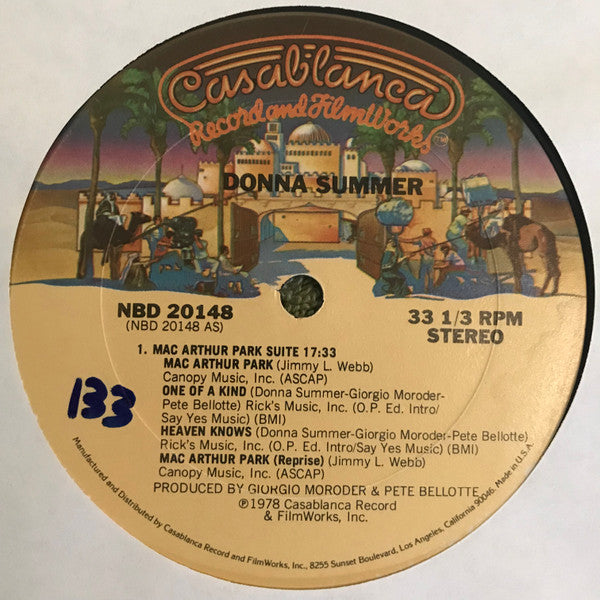 Casablanca
Record and FilmWorks
TM
DONNA SUMMER
NBD 20148
(NBD 20148 AS)
33 1/3 RPM
STEREO
1. MAC ARTHUR PARK SUITE 17:33
MAC ARTHUR PARK (Jimmy L. Webb)
Canopy Music, Inc. (ASCAP)
ONE OF A KIND (Donna Summer-Giorgio Moroder-
Pete Bellotte) Rick's Music, Inc. (O.P. Ed. Intro/
Say Yes Music) (BMI)
HEAVEN KNOWS (Donna Summer-Giorgio Moroder-Pete Bellotte)
Rick's Music, Inc. (O.P. Ed. Intro/Say Yes Music) (BMI)
MAC ARTHUR PARK (Reprise) (Jimmy L. Webb)
Canopy Music, Inc. (ASCAP)
PRODUCED BY GIORGIO MORODER & PETE BELLOTTE
℗1978 Casablanca Record
& FilmWorks, Inc.
133
Manufactured and Distributed by Casablanca Record and FilmWorks, Inc., 8255 Sunset Boulevard, Los Angeles, California 90046. Made in U.S.A.